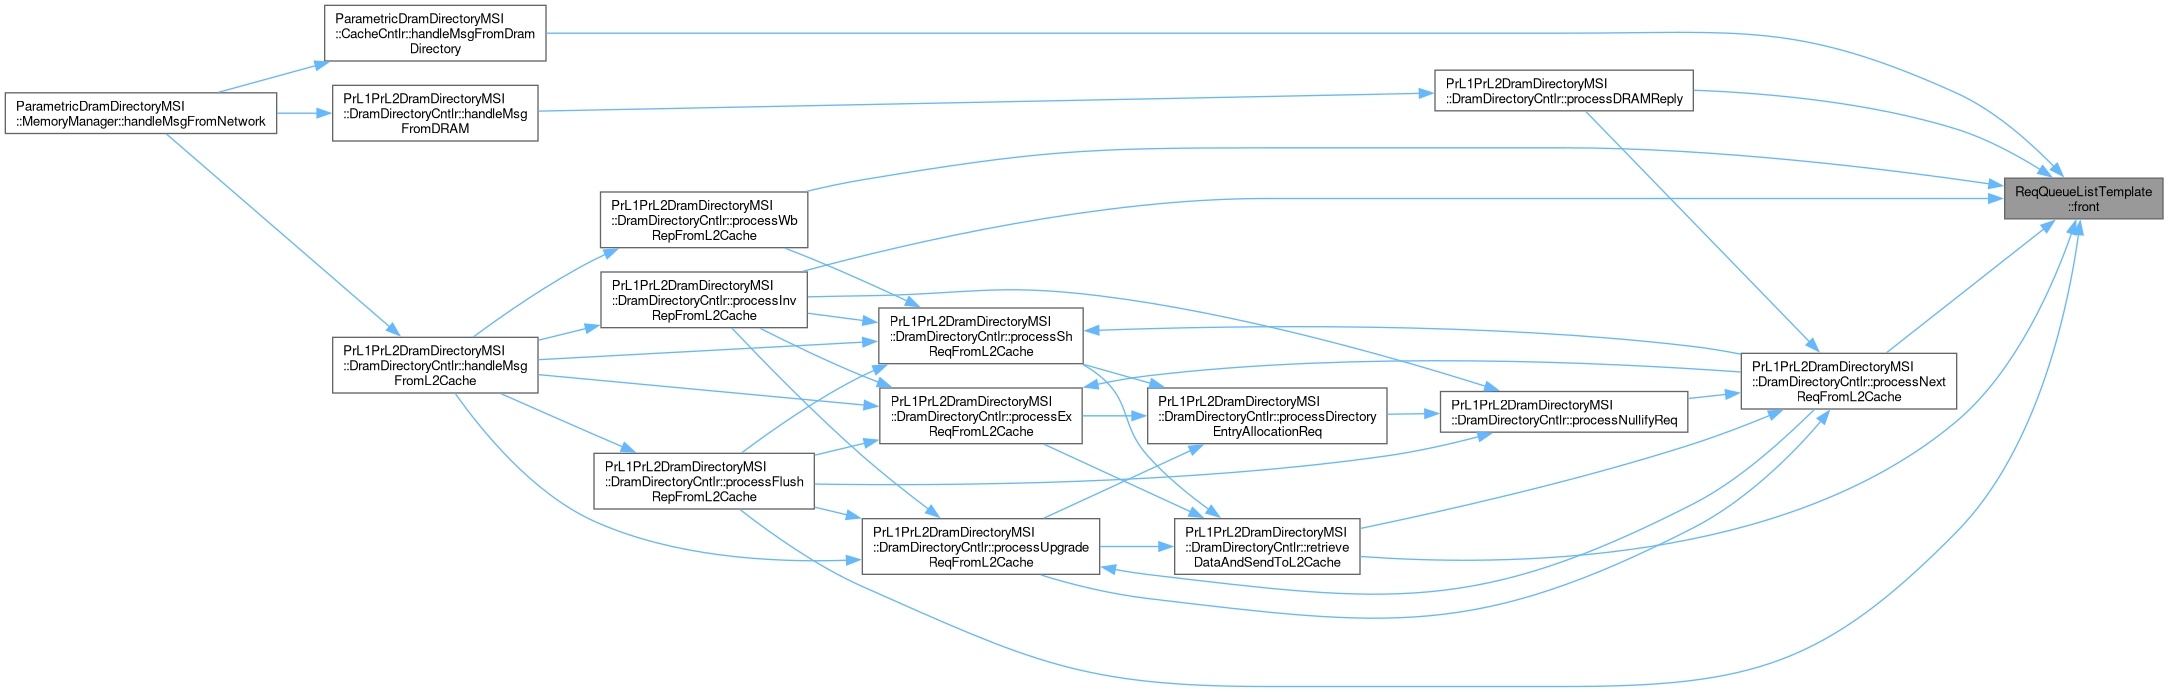 ParametricDramDirectoryMSI
::CacheCntlr::handleMsgFromDram
Directory
ParametricDramDirectoryMSI
::MemoryManager::handleMsgFromNetwork
PrL1PrL2DramDirectoryMSI
::DramDirectoryCntlr::handleMsg
FromDRAM
PrL1PrL2DramDirectoryMSI
::DramDirectoryCntlr::processDRAMReply
ReqQueueListTemplate
::front
PrL1PrL2DramDirectoryMSI
::DramDirectoryCntlr::processWb
RepFromL2Cache
PrL1PrL2DramDirectoryMSI
::DramDirectoryCntlr::processInv
RepFromL2Cache
PrL1PrL2DramDirectoryMSI
::DramDirectoryCntlr::processSh
ReqFromL2Cache
PrL1PrL2DramDirectoryMSI
::DramDirectoryCntlr::handleMsg
FromL2Cache
PrL1PrL2DramDirectoryMSI
::DramDirectoryCntlr::processNext
ReqFromL2Cache
PrL1PrL2DramDirectoryMSI
::DramDirectoryCntlr::processEx
ReqFromL2Cache
PrL1PrL2DramDirectoryMSI
::DramDirectoryCntlr::processDirectory
EntryAllocationReq
PrL1PrL2DramDirectoryMSI
::DramDirectoryCntlr::processNullifyReq
PrL1PrL2DramDirectoryMSI
::DramDirectoryCntlr::processFlush
RepFromL2Cache
PrL1PrL2DramDirectoryMSI
::DramDirectoryCntlr::processUpgrade
ReqFromL2Cache
PrL1PrL2DramDirectoryMSI
::DramDirectoryCntlr::retrieve
DataAndSendToL2Cache